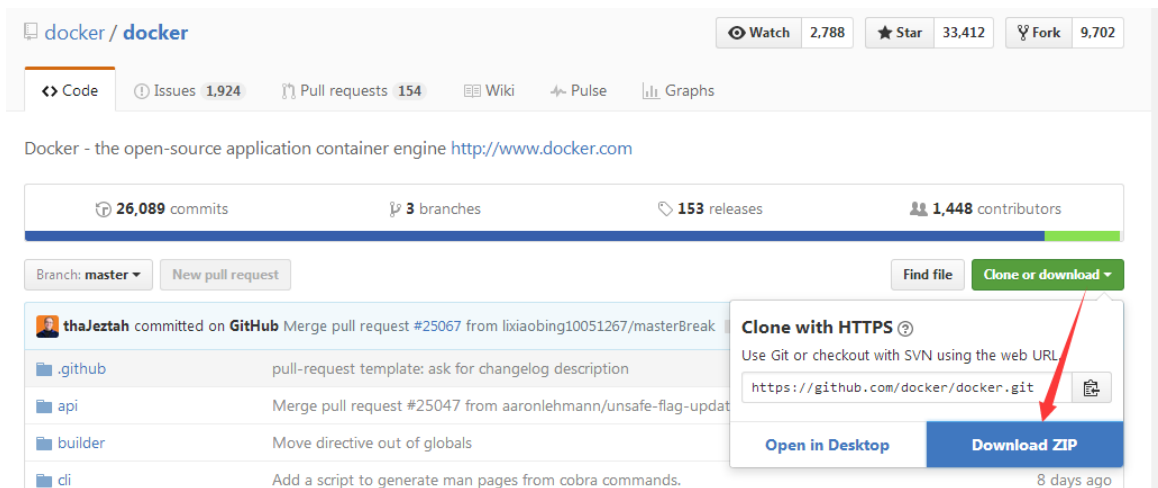 docker / docker
Watch 2,788 Star 33,412 Fork 9,702
Code Issues 1,924 Pull requests 154 Wiki Pulse Graphs
Docker - the open-source application container engine http://www.docker.com
26,089 commits 3 branches 153 releases 1,448 contributors
Branch: master New pull request Find file Clone or download
thaJeztah committed on GitHub Merge pull request #25067 from lixiaobing10051267/masterBreak
.github pull-request template: ask for changelog description
api Merge pull request #25047 from aaronlehmann/unsafe-flag-updat
builder Move directive out of globals
cli Add a script to generate man pages from cobra commands. 8 days ago
Clone with HTTPS ?
Use Git or checkout with SVN using the web URL.
https://github.com/docker/docker.git
Open in Desktop Download ZIP